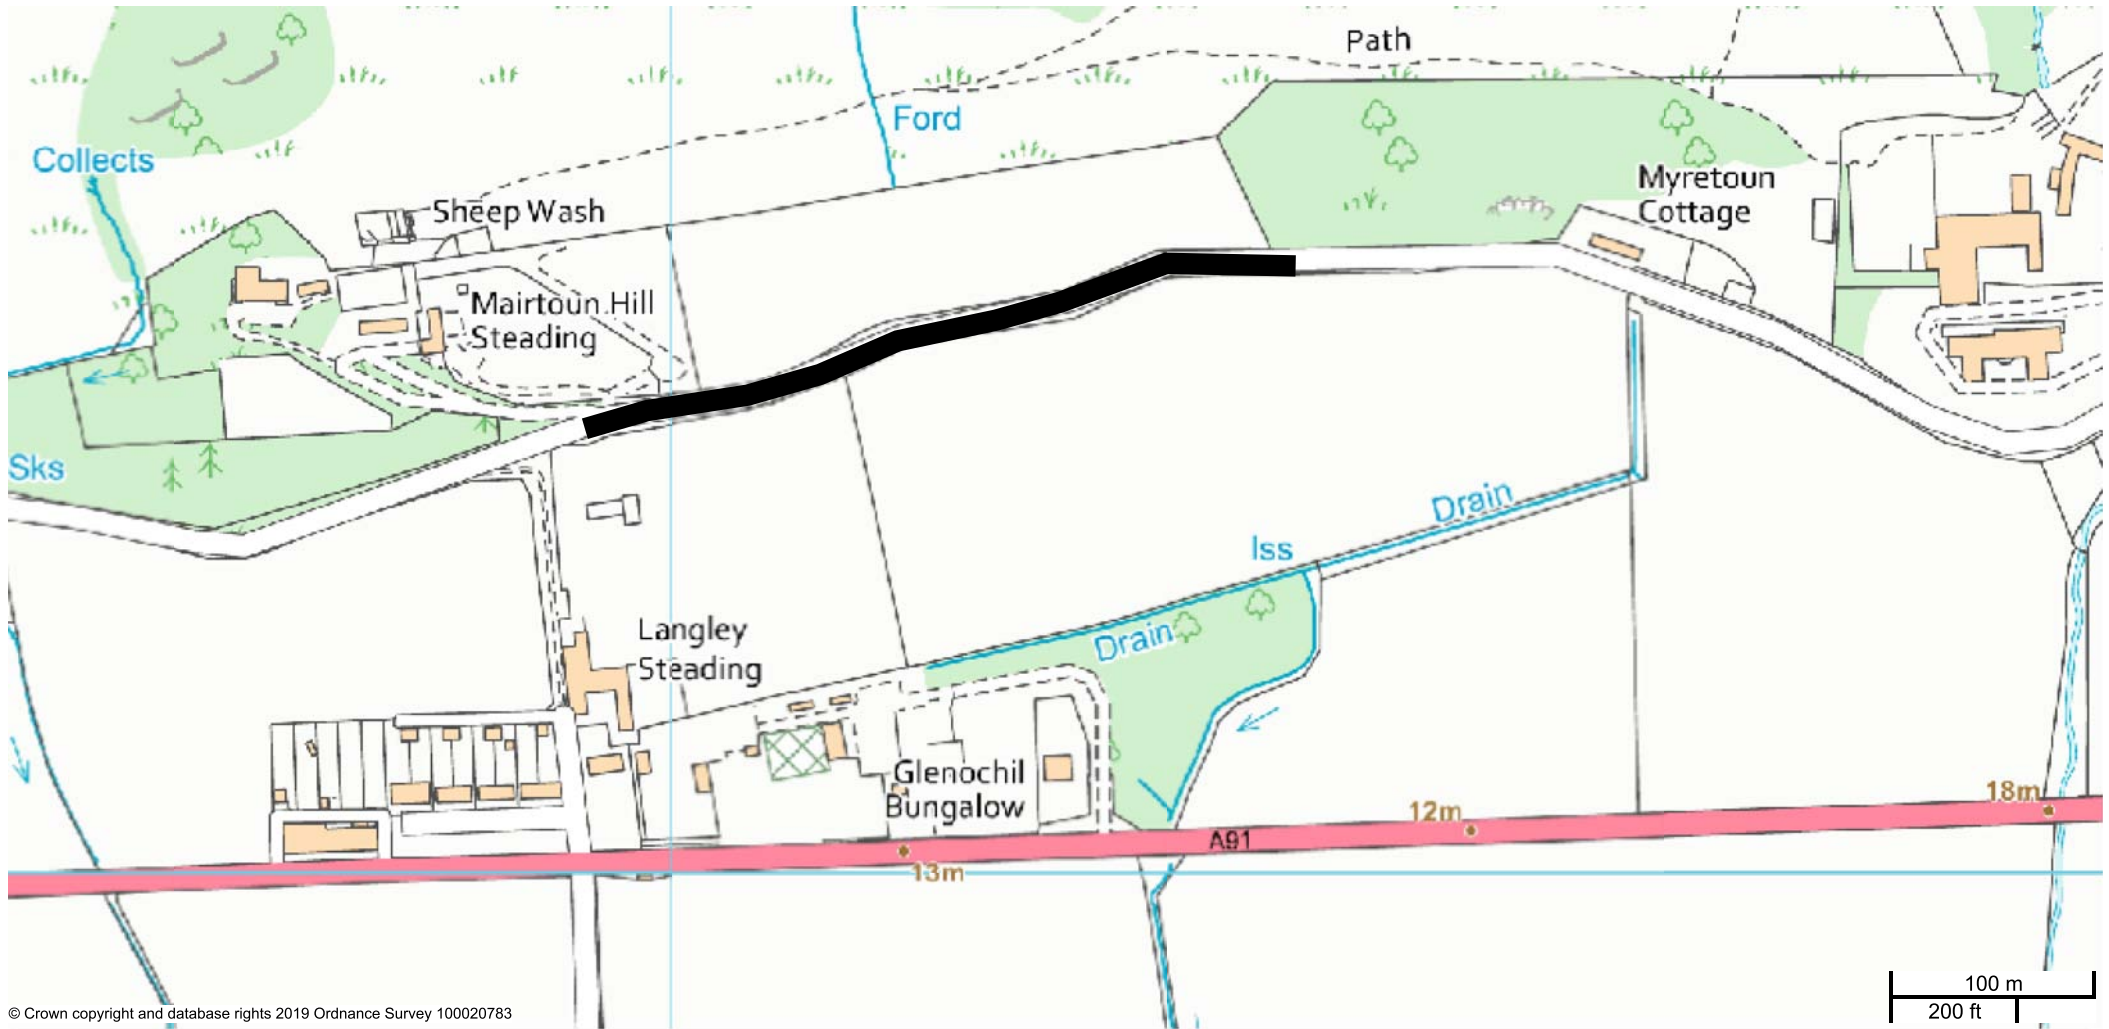 Path
Ford
Collects
Myretoun
Cottage
Sheep Wash
Mairtoun Hill
Steading
Sks
Drain
Iss
Langley
Steading
Drain
Glenochil
Bungalow
18m
12m
A91
13m
100 m
200 ft
© Crown copyright and database rights 2019 Ordnance Survey 100020783